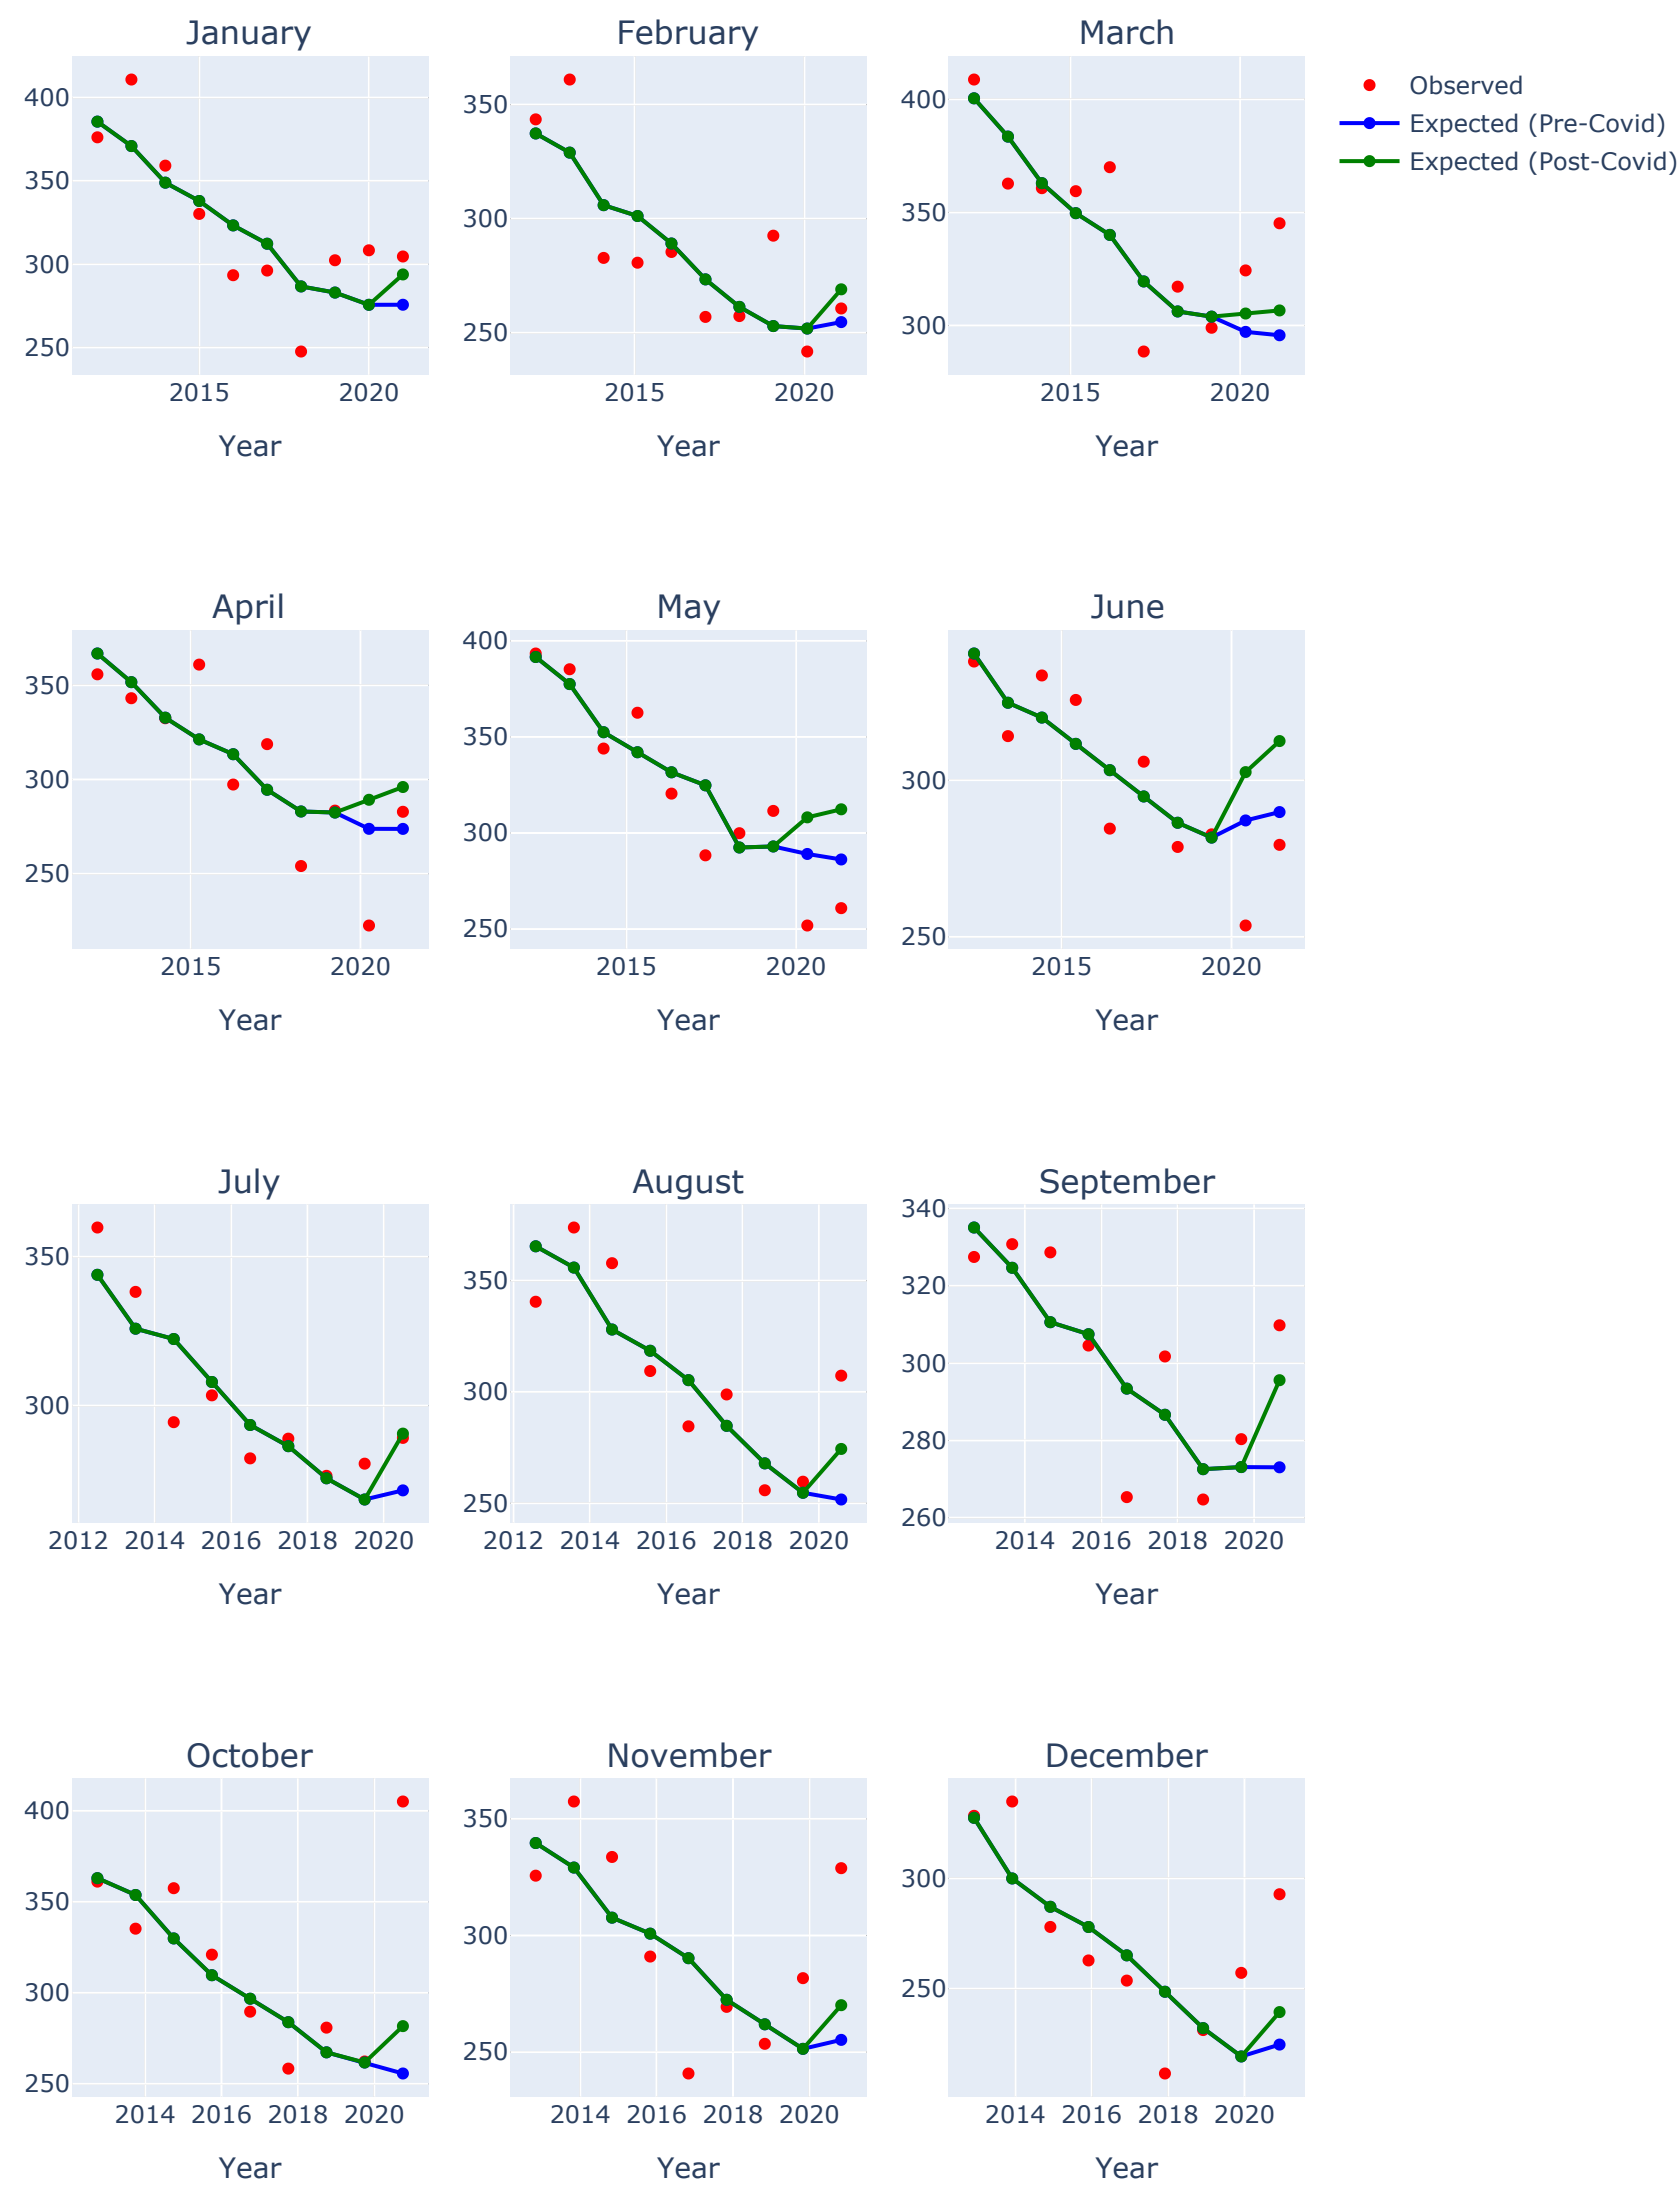 January
February
March
400
350
300
250
2015
2020
Year
350
300
250
2015
2020
Year
400
350
300
2015
2020
Year
Observed
Expected (Pre-Covid)
Expected (Post-Covid)
April
May
June
350
300
250
2015
2020
Year
400
350
300
250
2015
2020
Year
300
250
2015
2020
Year
July
August
September
350
300
2012
2014
2016
2018
2020
Year
350
300
250
2012
2014
2016
2018
2020
Year
340
320
300
280
260
2014
2016
2018
2020
Year
October
November
December
400
350
300
250
2014
2016
2018
2020
Year
350
300
250
2014
2016
2018
2020
Year
300
250
2014
2016
2018
2020
Year